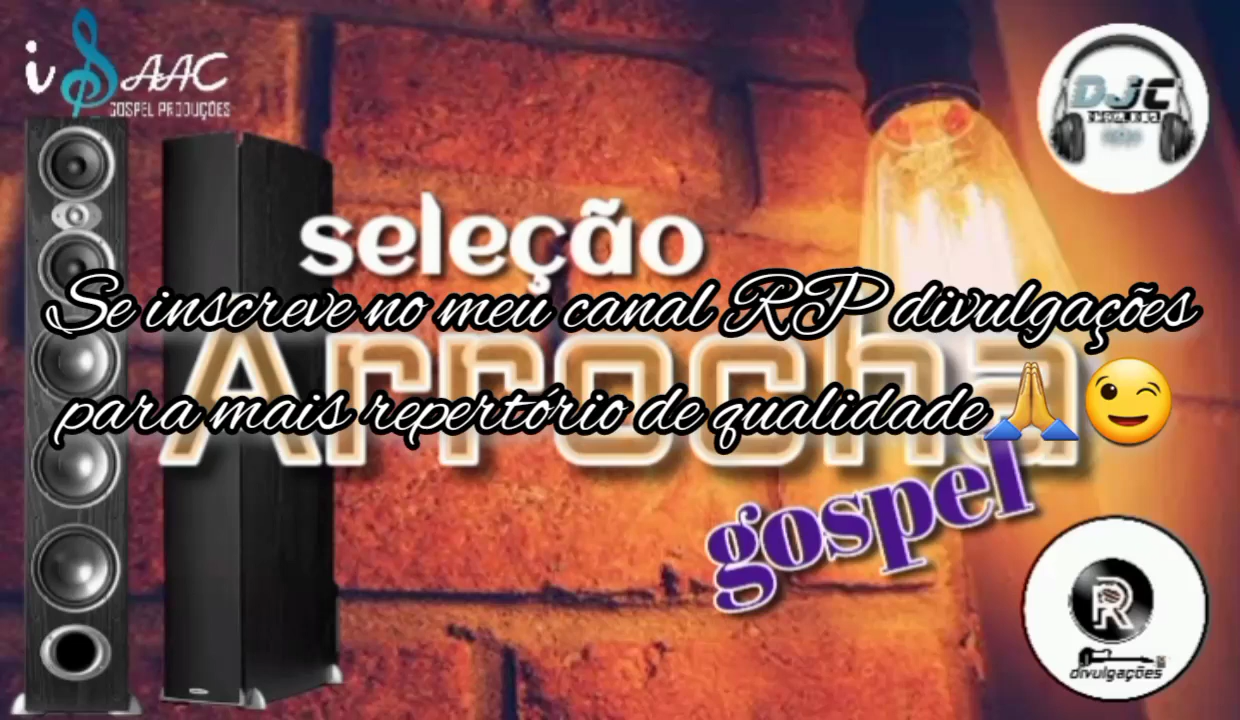 iSAAC
GOSPEL PRODUÇÕES
DJC
seleção
Se inscreve no meu canal RP divulgações
Arrocha
para mais repertório de qualidade🙏😉
gospel
R
divulgações